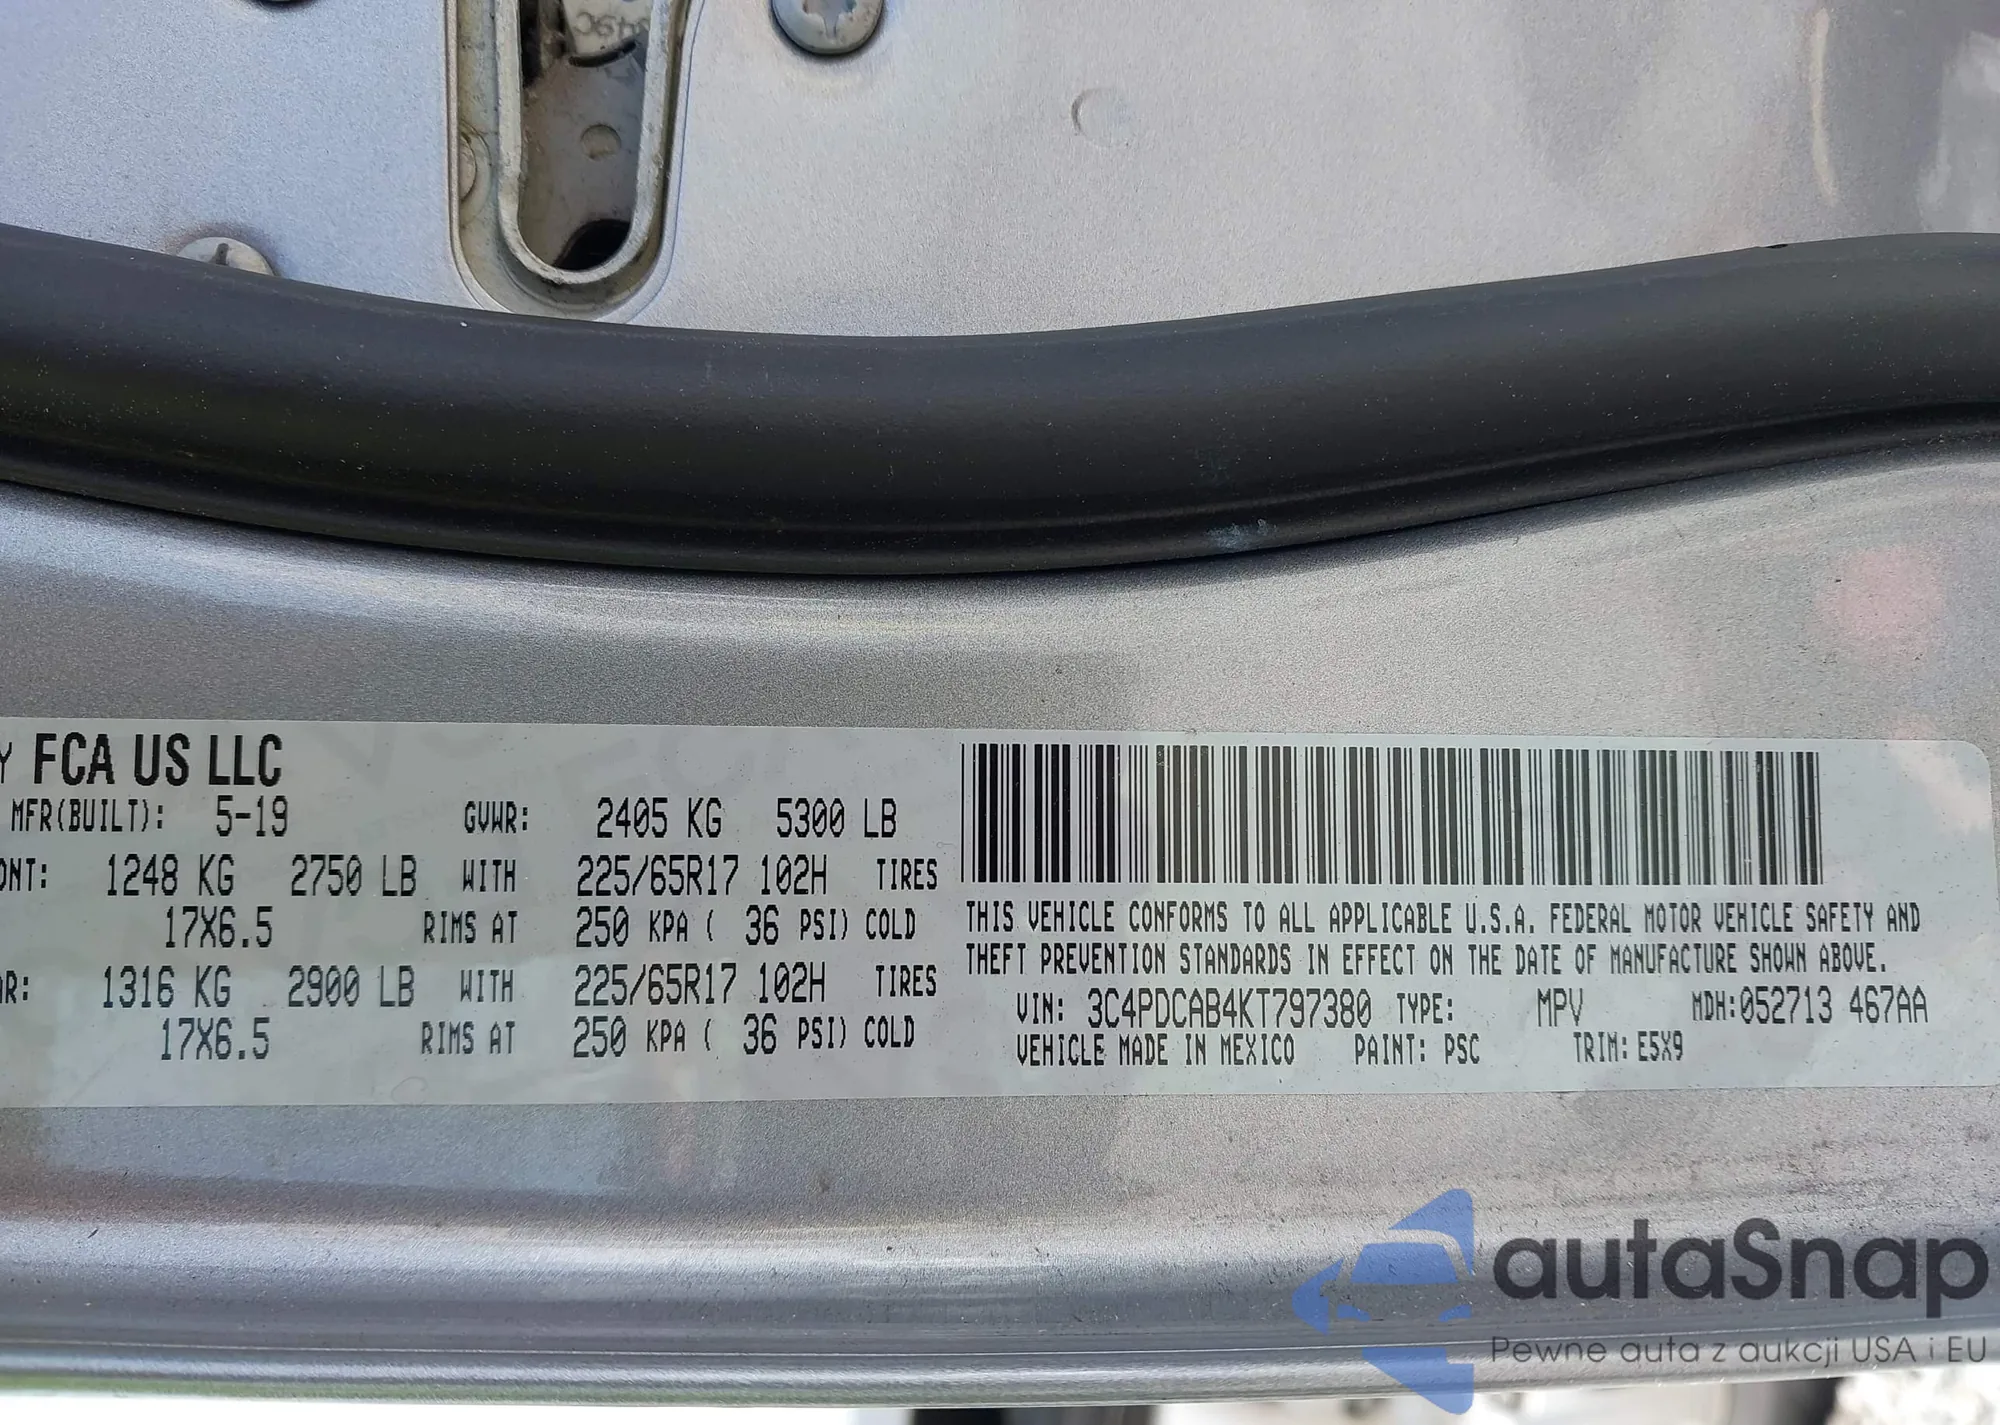 349C
Y FCA US LLC
MFR(BUILT): 5-19 GVWR: 2405 KG 5300 LB
ONT: 1248 KG 2750 LB WITH 225/65R17 102H TIRES
17X6.5 RIMS AT 250 KPA ( 36 PSI) COLD
AR: 1316 KG 2900 LB WITH 225/65R17 102H TIRES
17X6.5 RIMS AT 250 KPA ( 36 PSI) COLD
THIS VEHICLE CONFORMS TO ALL APPLICABLE U.S.A. FEDERAL MOTOR VEHICLE SAFETY AND
THEFT PREVENTION STANDARDS IN EFFECT ON THE DATE OF MANUFACTURE SHOWN ABOVE.
VIN: 3C4PDCAB4KT797380 TYPE: MPV MDH:052713 467AA
VEHICLE MADE IN MEXICO PAINT: PSC TRIM: E5X9
autaSnap
Pewne auta z aukcji USA i EU